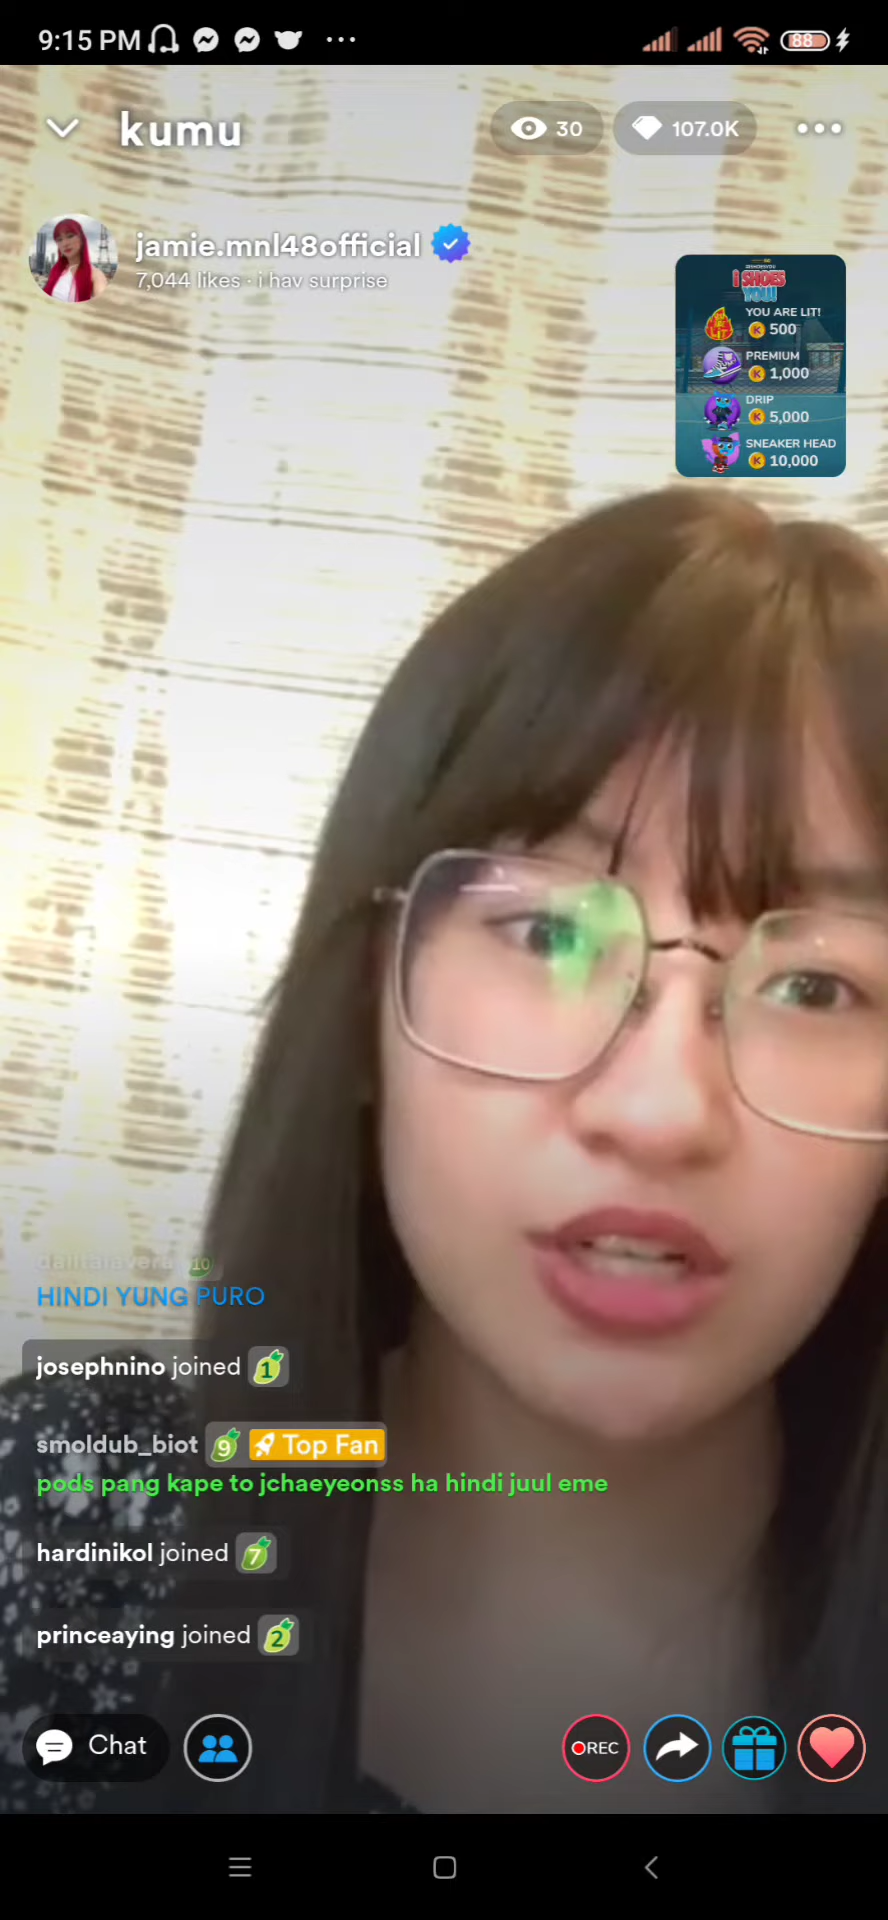 9:15 PM
88
kumu
30
107.0K
jamie.mnl48official
7,044 likes · i hav surprise
I SHOES
YOU!
YOU ARE LIT!
500
PREMIUM
1,000
DRIP
5,000
SNEAKER HEAD
10,000
10
HINDI YUNG PURO
josephnino joined 1
smoldub_biot 9 Top Fan
pods pang kape to jchaeyeonss ha hindi juul eme
hardinikol joined 7
princeaying joined 2
Chat
REC